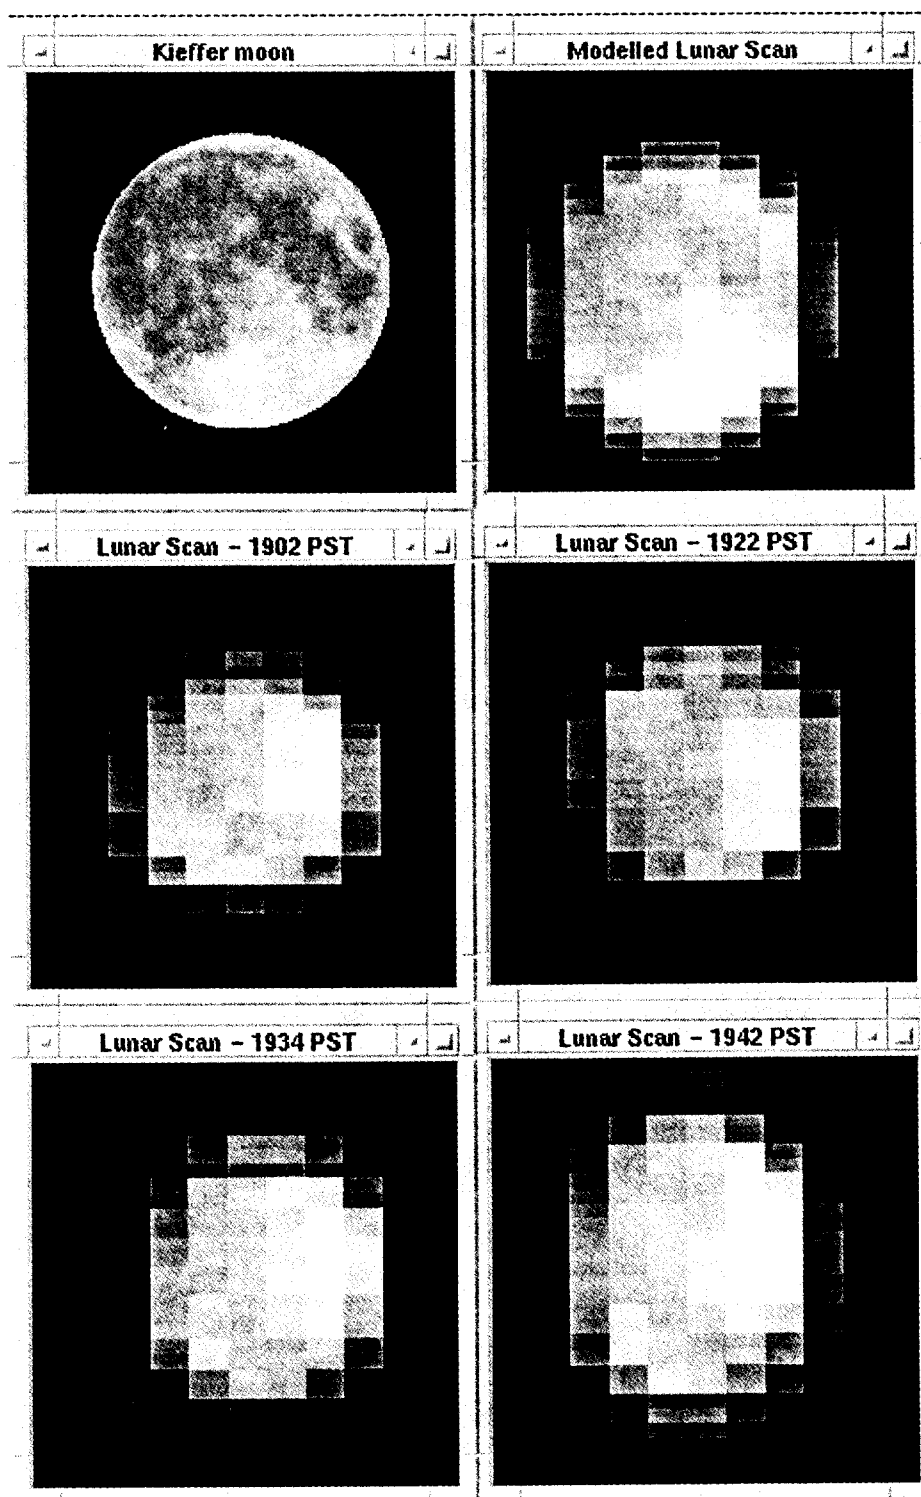 Kieffer moon
Modelled Lunar Scan
Lunar Scan – 1902 PST
Lunar Scan – 1922 PST
Lunar Scan – 1934 PST
Lunar Scan – 1942 PST